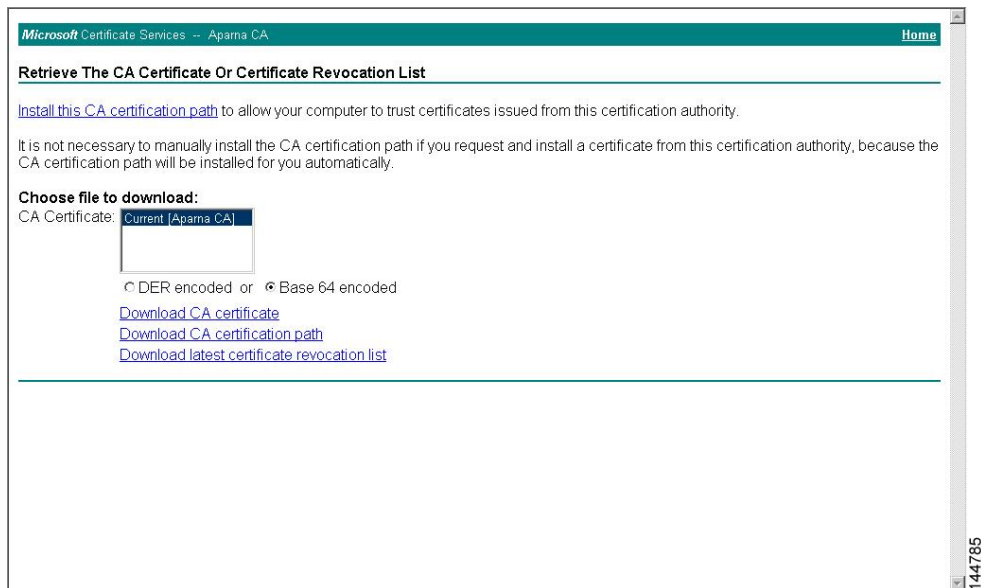 Microsoft Certificate Services -- Aparna CA Home
Retrieve The CA Certificate Or Certificate Revocation List
Install this CA certification path to allow your computer to trust certificates issued from this certification authority.
It is not necessary to manually install the CA certification path if you request and install a certificate from this certification authority, because the
CA certification path will be installed for you automatically.
Choose file to download:
CA Certificate: Current [Aparna CA]
DER encoded or Base 64 encoded
Download CA certificate
Download CA certification path
Download latest certificate revocation list
144785